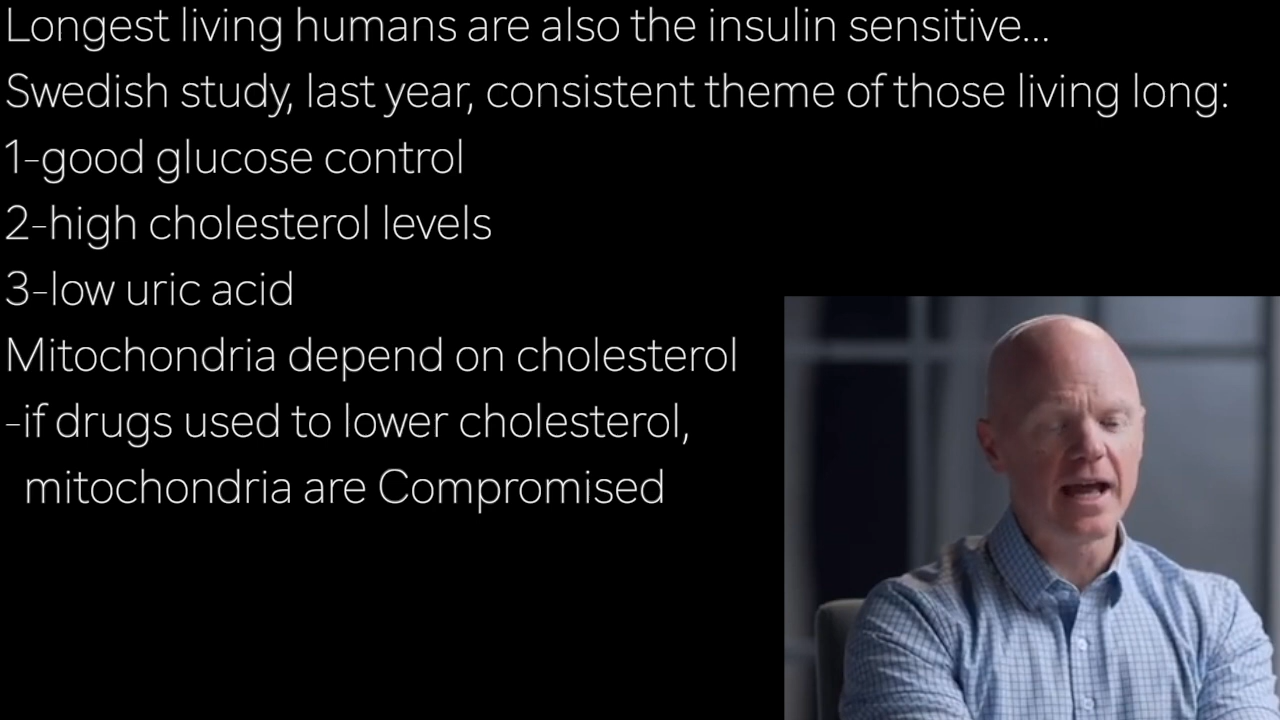 Longest living humans are also the insulin sensitive...
Swedish study, last year, consistent theme of those living long:
1-good glucose control
2-high cholesterol levels
3-low uric acid
Mitochondria depend on cholesterol
-if drugs used to lower cholesterol,
mitochondria are Compromised